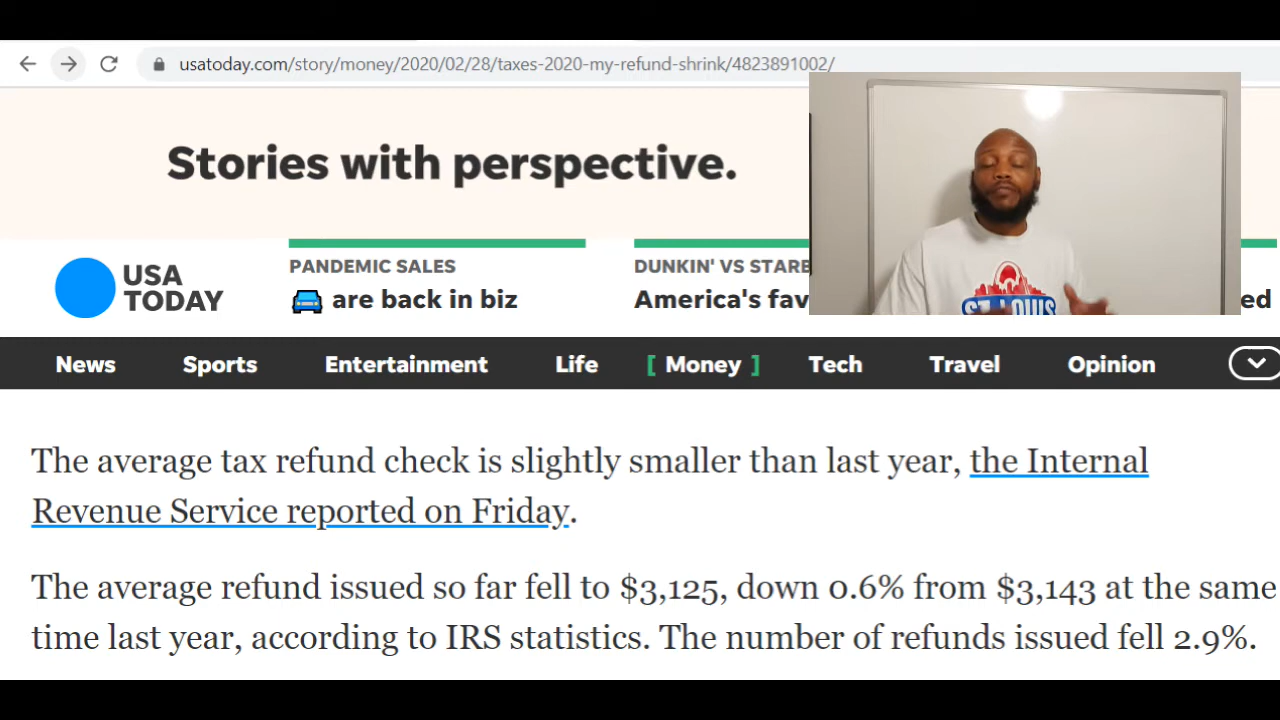 usatoday.com/story/money/2020/02/28/taxes-2020-my-refund-shrink/4823891002/
Stories with perspective.
USA
TODAY
PANDEMIC SALES
are back in biz
DUNKIN' VS
America's fav
ed
ST. LOUIS
News Sports Entertainment Life [ Money ] Tech Travel Opinion
The average tax refund check is slightly smaller than last year, the Internal
Revenue Service reported on Friday.
The average refund issued so far fell to $3,125, down 0.6% from $3,143 at the same
time last year, according to IRS statistics. The number of refunds issued fell 2.9%.